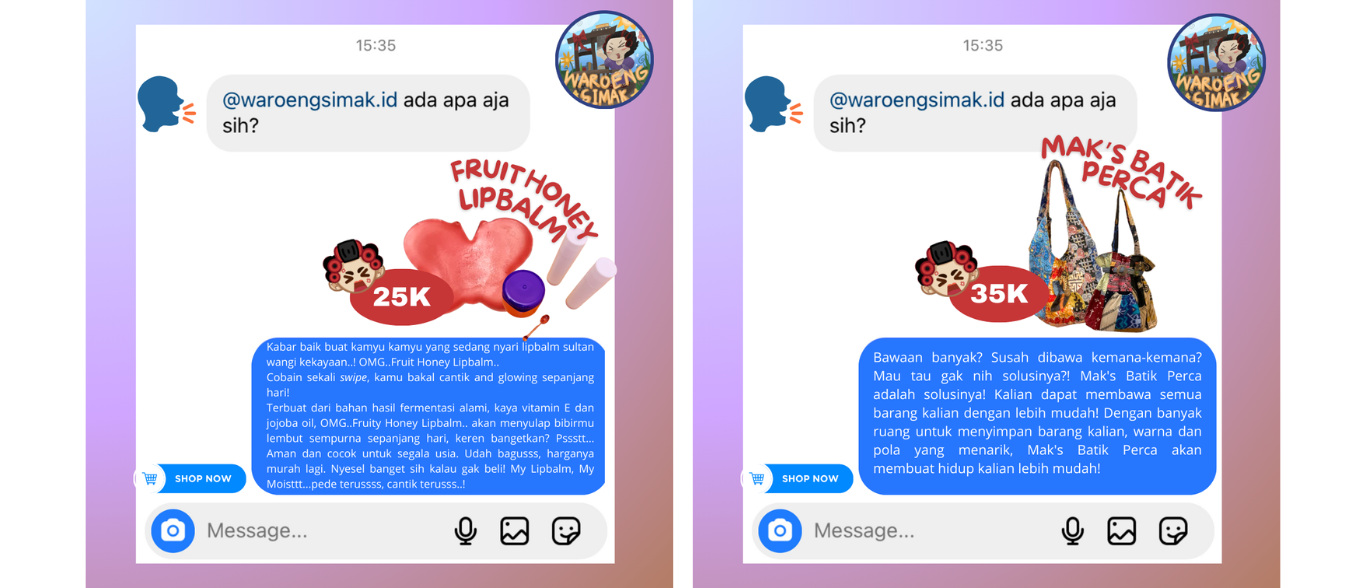 15:35
WAROENG
SIMAK
@waroengsimak.id ada apa aja
sih?
FRUIT HONEY
LIPBALM
25K
Kabar baik buat kamyu kamyu yang sedang nyari lipbalm sultan
wangi kekayaan..! OMG..Fruit Honey Lipbalm..
Cobain sekali swipe, kamu bakal cantik and glowing sepanjang
hari!
Terbuat dari bahan hasil fermentasi alami, kaya vitamin E dan
jojoba oil, OMG..Fruity Honey Lipbalm.. akan menyulap bibirmu
lembut sempurna sepanjang hari, keren bangetkan? Psssstt...
Aman dan cocok untuk segala usia. Udah bagusss, harganya
murah lagi. Nyesel banget sih kalau gak beli! My Lipbalm, My
Moisttt...pede terussss, cantik terusss..!
SHOP NOW
Message...
15:35
WAROENG
SIMAK
@waroengsimak.id ada apa aja
sih?
MAK'S BATIK
PERCA
35K
Bawaan banyak? Susah dibawa kemana-kemana?
Mau tau gak nih solusinya?! Mak's Batik Perca
adalah solusinya! Kalian dapat membawa semua
barang kalian dengan lebih mudah! Dengan banyak
ruang untuk menyimpan barang kalian, warna dan
pola yang menarik, Mak's Batik Perca akan
membuat hidup kalian lebih mudah!
SHOP NOW
Message...